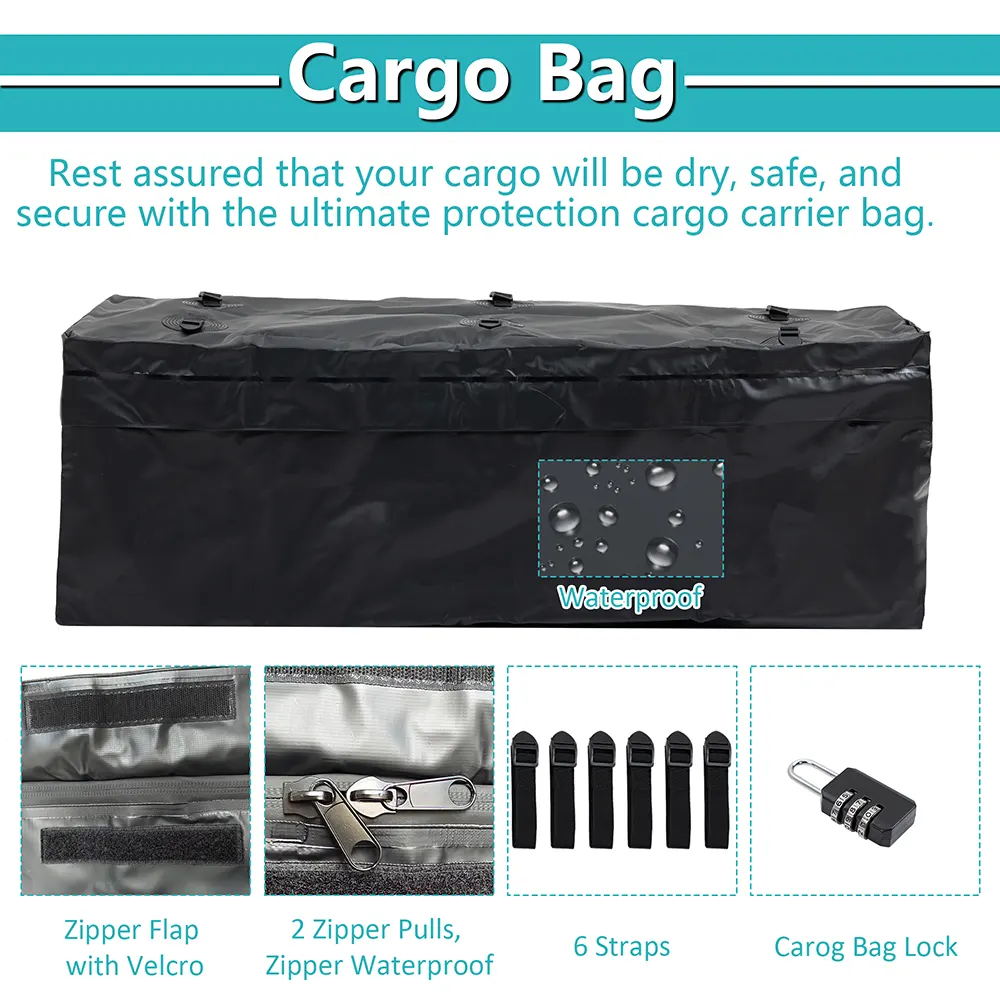 Cargo Bag
Rest assured that your cargo will be dry, safe, and
secure with the ultimate protection cargo carrier bag.
Waterproof
Zipper Flap
with Velcro
2 Zipper Pulls,
Zipper Waterproof
6 Straps
Carog Bag Lock